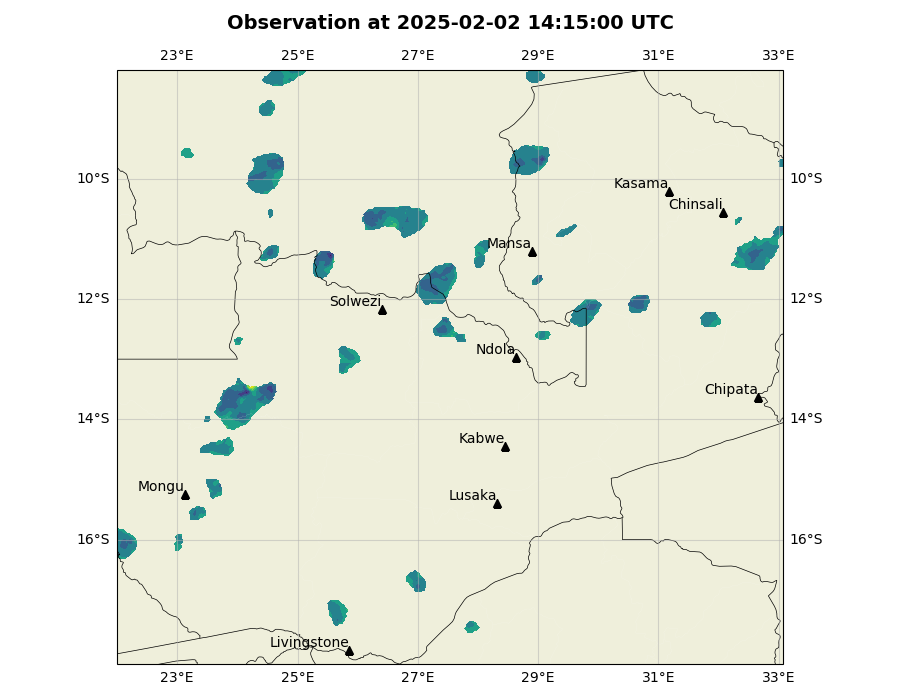 Observation at 2025-02-02 14:15:00 UTC
23°E 25°E 27°E 29°E 31°E 33°E
10°S 10°S
Kasama
Chinsali
Mansa
12°S 12°S
Solwezi
Ndola
Chipata
14°S 14°S
Kabwe
Mongu
Lusaka
16°S 16°S
Livingstone
23°E 25°E 27°E 29°E 31°E 33°E